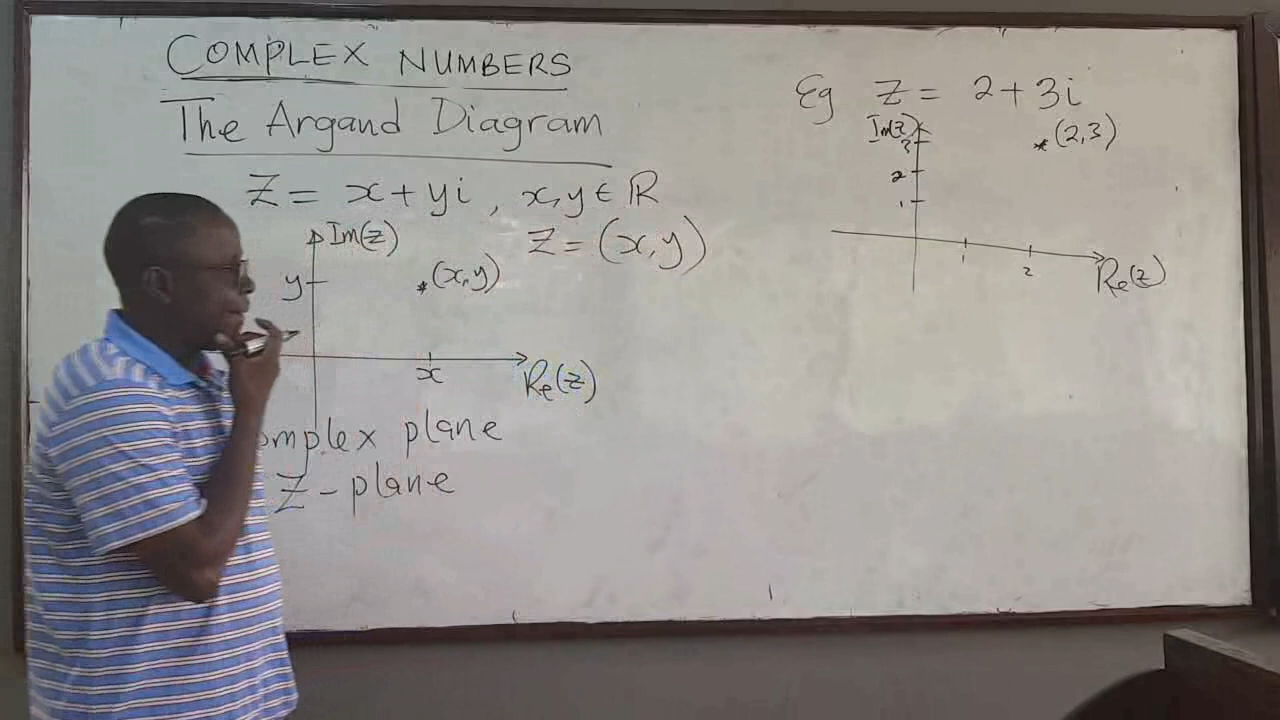 COMPLEX NUMBERS
The Argand Diagram
Z = x + yi , x, y ∈ ℝ
Im(z)
Z = (x, y)
y
(x, y)
x
Re(z)
omplex plane
Z - plane
Eg Z = 2 + 3i
Im(z)
3
(2,3)
2
1
1
2
Re(z)